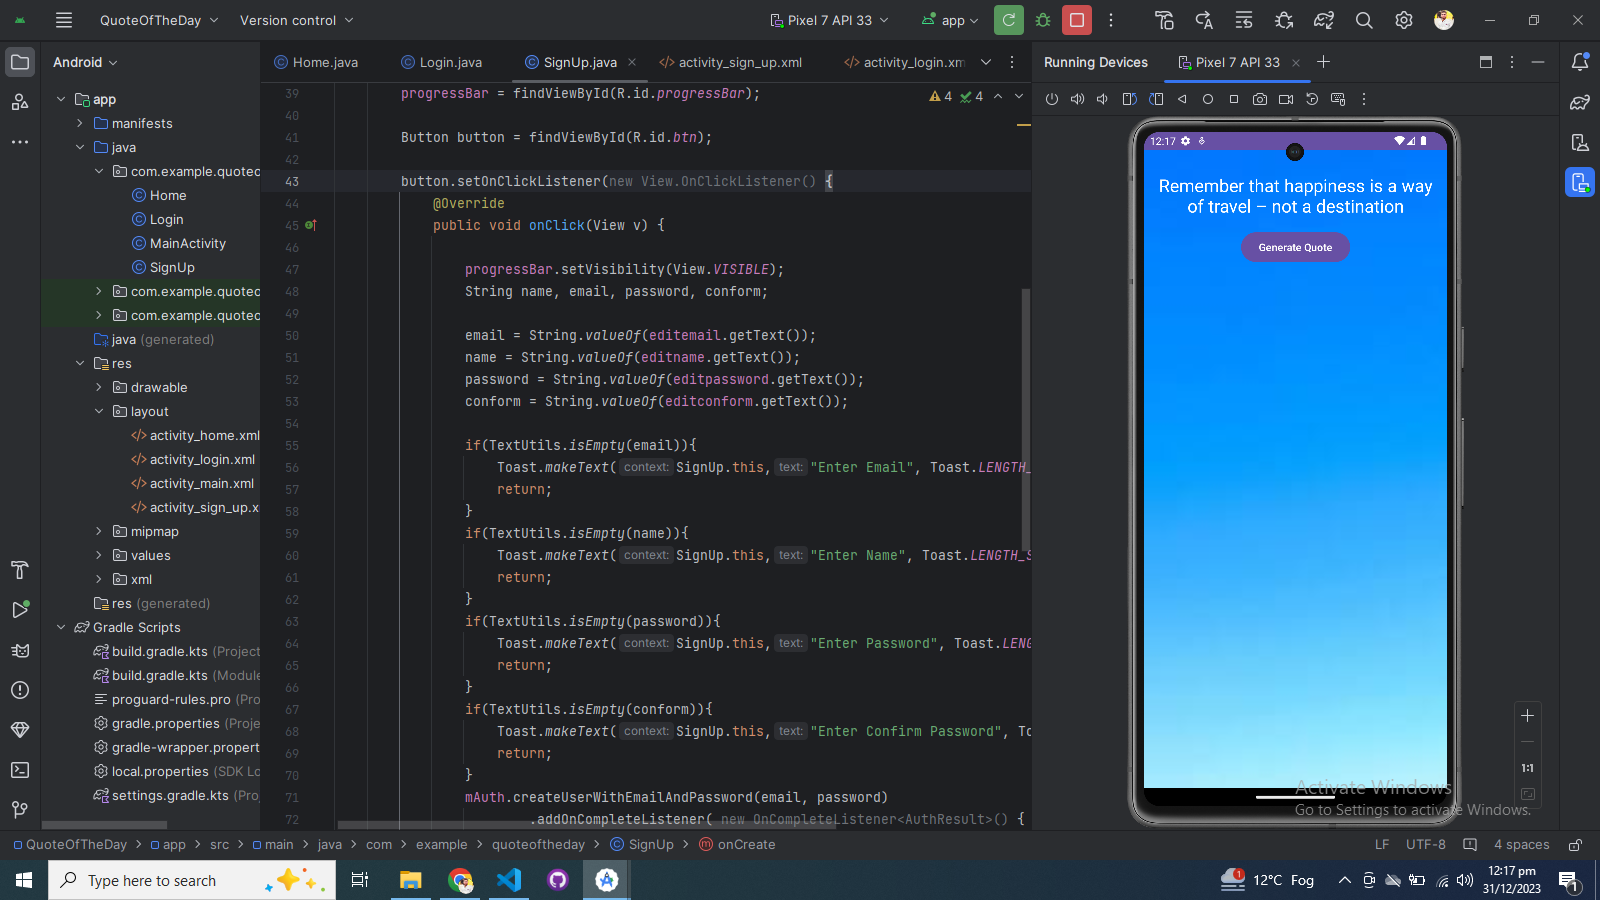 QuoteOfTheDay
Version control
Pixel 7 API 33
app
Android
Home.java
Login.java
SignUp.java
activity_sign_up.xml
activity_login.xm
Running Devices
Pixel 7 API 33
app
manifests
java
com.example.quoted
Home
Login
MainActivity
SignUp
com.example.quoted
com.example.quoted
java (generated)
res
drawable
layout
activity_home.xml
activity_login.xml
activity_main.xml
activity_sign_up.x
mipmap
values
xml
res (generated)
Gradle Scripts
build.gradle.kts (Project
build.gradle.kts (Module
proguard-rules.pro (Pro
gradle.properties (Proje
gradle-wrapper.propert
local.properties (SDK Lo
settings.gradle.kts (Pro
4 4
39 progressBar = findViewById(R.id.progressBar);
40
41 Button button = findViewById(R.id.btn);
42
43 button.setOnClickListener(new View.OnClickListener() {
44 @Override
45 public void onClick(View v) {
46
47 progressBar.setVisibility(View.VISIBLE);
48 String name, email, password, conform;
49
50 email = String.valueOf(editemail.getText());
51 name = String.valueOf(editname.getText());
52 password = String.valueOf(editpassword.getText());
53 conform = String.valueOf(editconform.getText());
54
55 if(TextUtils.isEmpty(email)){
56 Toast.makeText( context: SignUp.this, text: "Enter Email", Toast.LENGTH_
57 return;
58 }
59 if(TextUtils.isEmpty(name)){
60 Toast.makeText( context: SignUp.this, text: "Enter Name", Toast.LENGTH_S
61 return;
62 }
63 if(TextUtils.isEmpty(password)){
64 Toast.makeText( context: SignUp.this, text: "Enter Password", Toast.LENG
65 return;
66 }
67 if(TextUtils.isEmpty(conform)){
68 Toast.makeText( context: SignUp.this, text: "Enter Confirm Password", To
69 return;
70 }
71 mAuth.createUserWithEmailAndPassword(email, password)
72 .addOnCompleteListener( new OnCompleteListener<AuthResult>() {
12:17
Remember that happiness is a way
of travel – not a destination
Generate Quote
1:1
Activate Windows
Go to Settings to activate Windows.
QuoteOfTheDay > app > src > main > java > com > example > quoteoftheday > SignUp > onCreate
LF UTF-8 4 spaces
Type here to search
1
12°C Fog
12:17 pm
31/12/2023
1